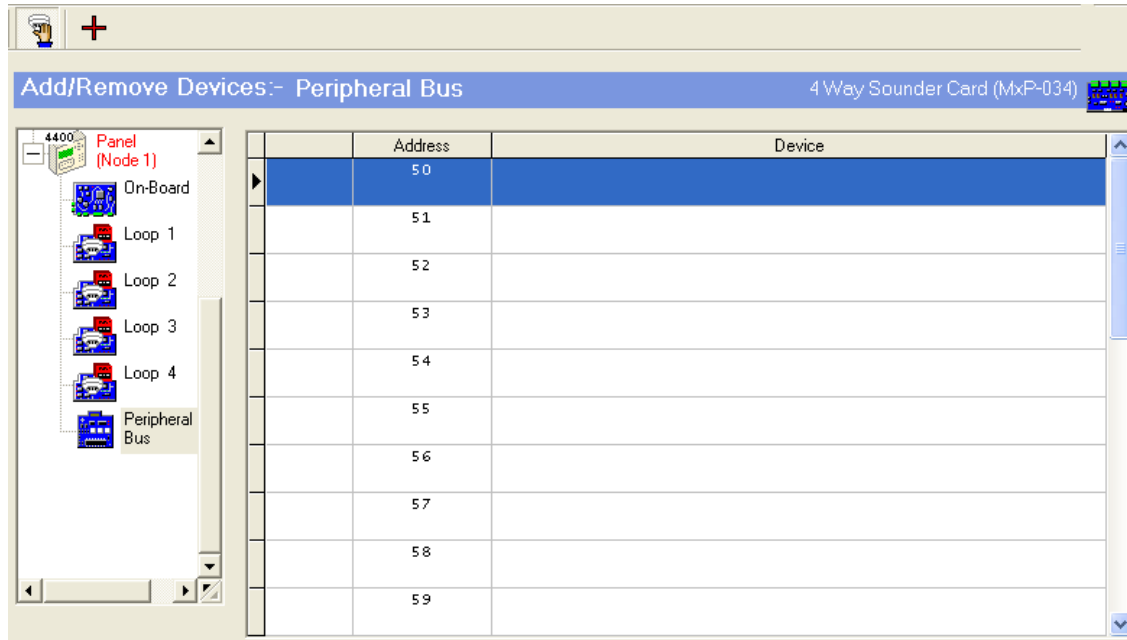 Add/Remove Devices:- Peripheral Bus
4 Way Sounder Card (MxP-034)
4400
Panel
(Node 1)
On-Board
Loop 1
Loop 2
Loop 3
Loop 4
Peripheral
Bus
Address Device
50
51
52
53
54
55
56
57
58
59